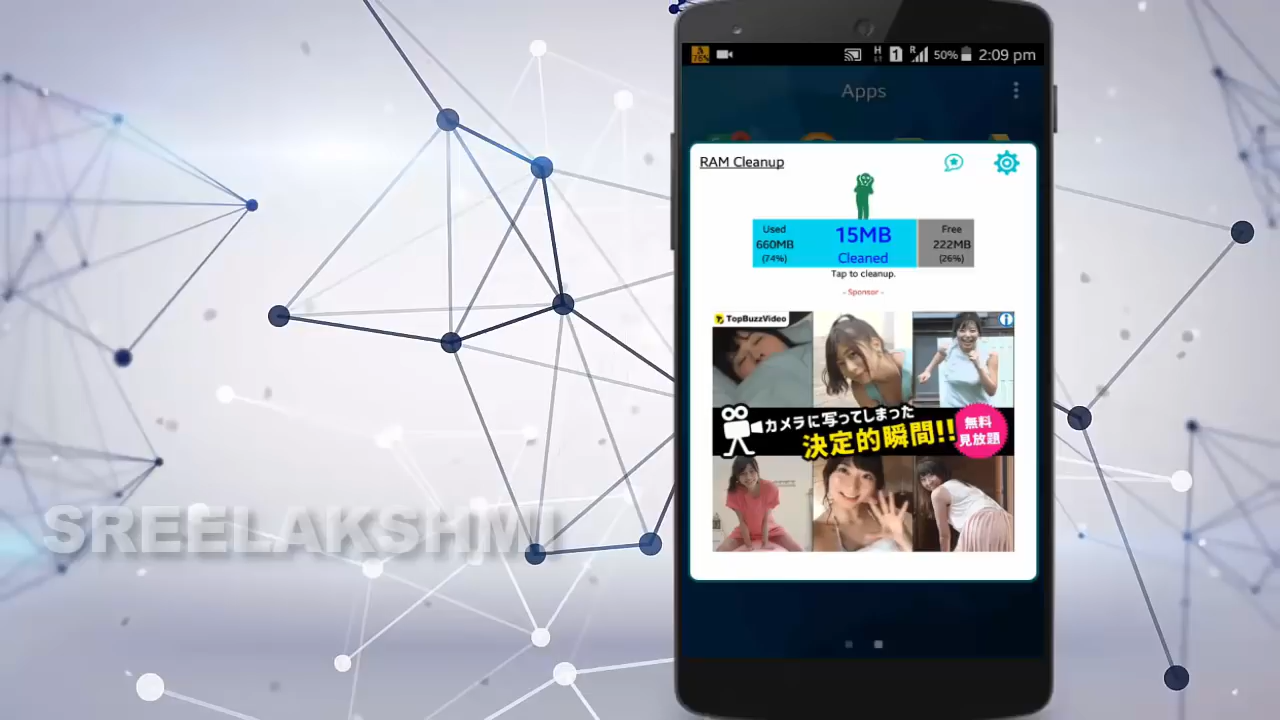 78%
H
1
R
50%
2:09 pm
Apps
RAM Cleanup
Used
660MB
(74%)
15MB
Cleaned
Free
222MB
(26%)
Tap to cleanup.
- Sponsor -
TopBuzzVideo
カメラに写ってしまった
決定的瞬間!!
無料
見放題
SREELAKSHMI